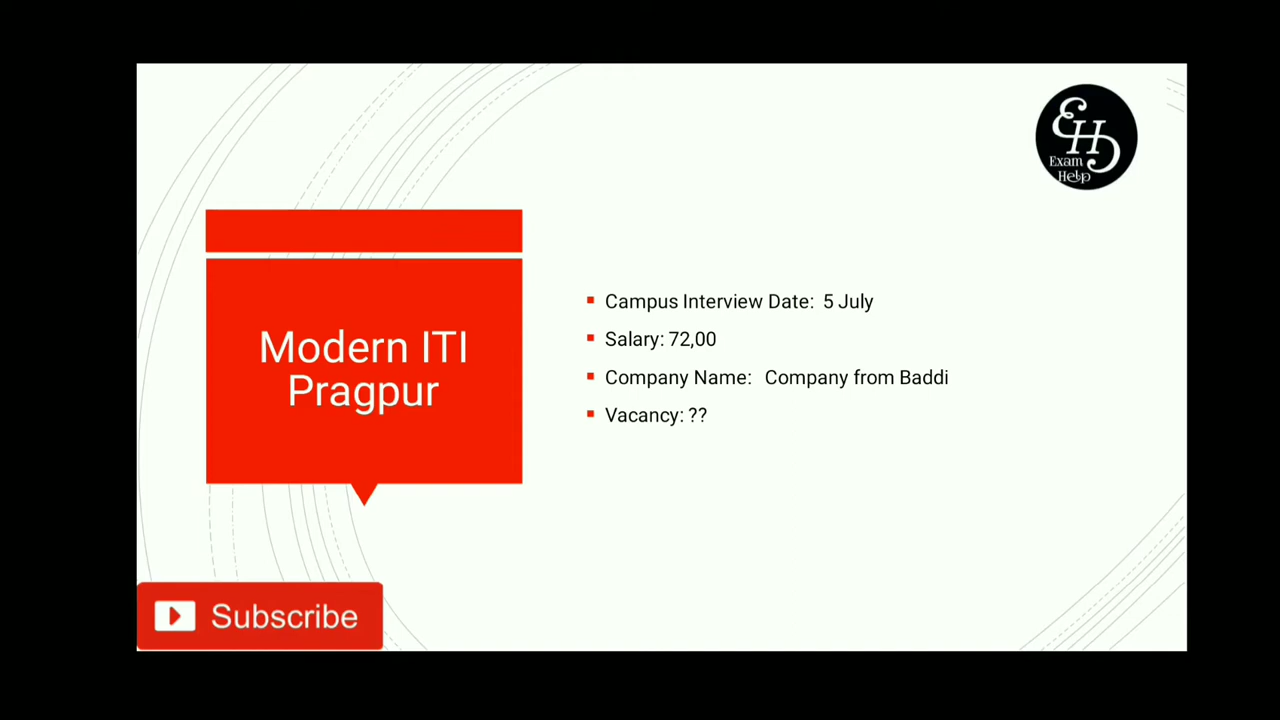 EH
Exam
Help
Modern ITI
Pragpur
Campus Interview Date: 5 July
Salary: 72,00
Company Name: Company from Baddi
Vacancy: ??
Subscribe